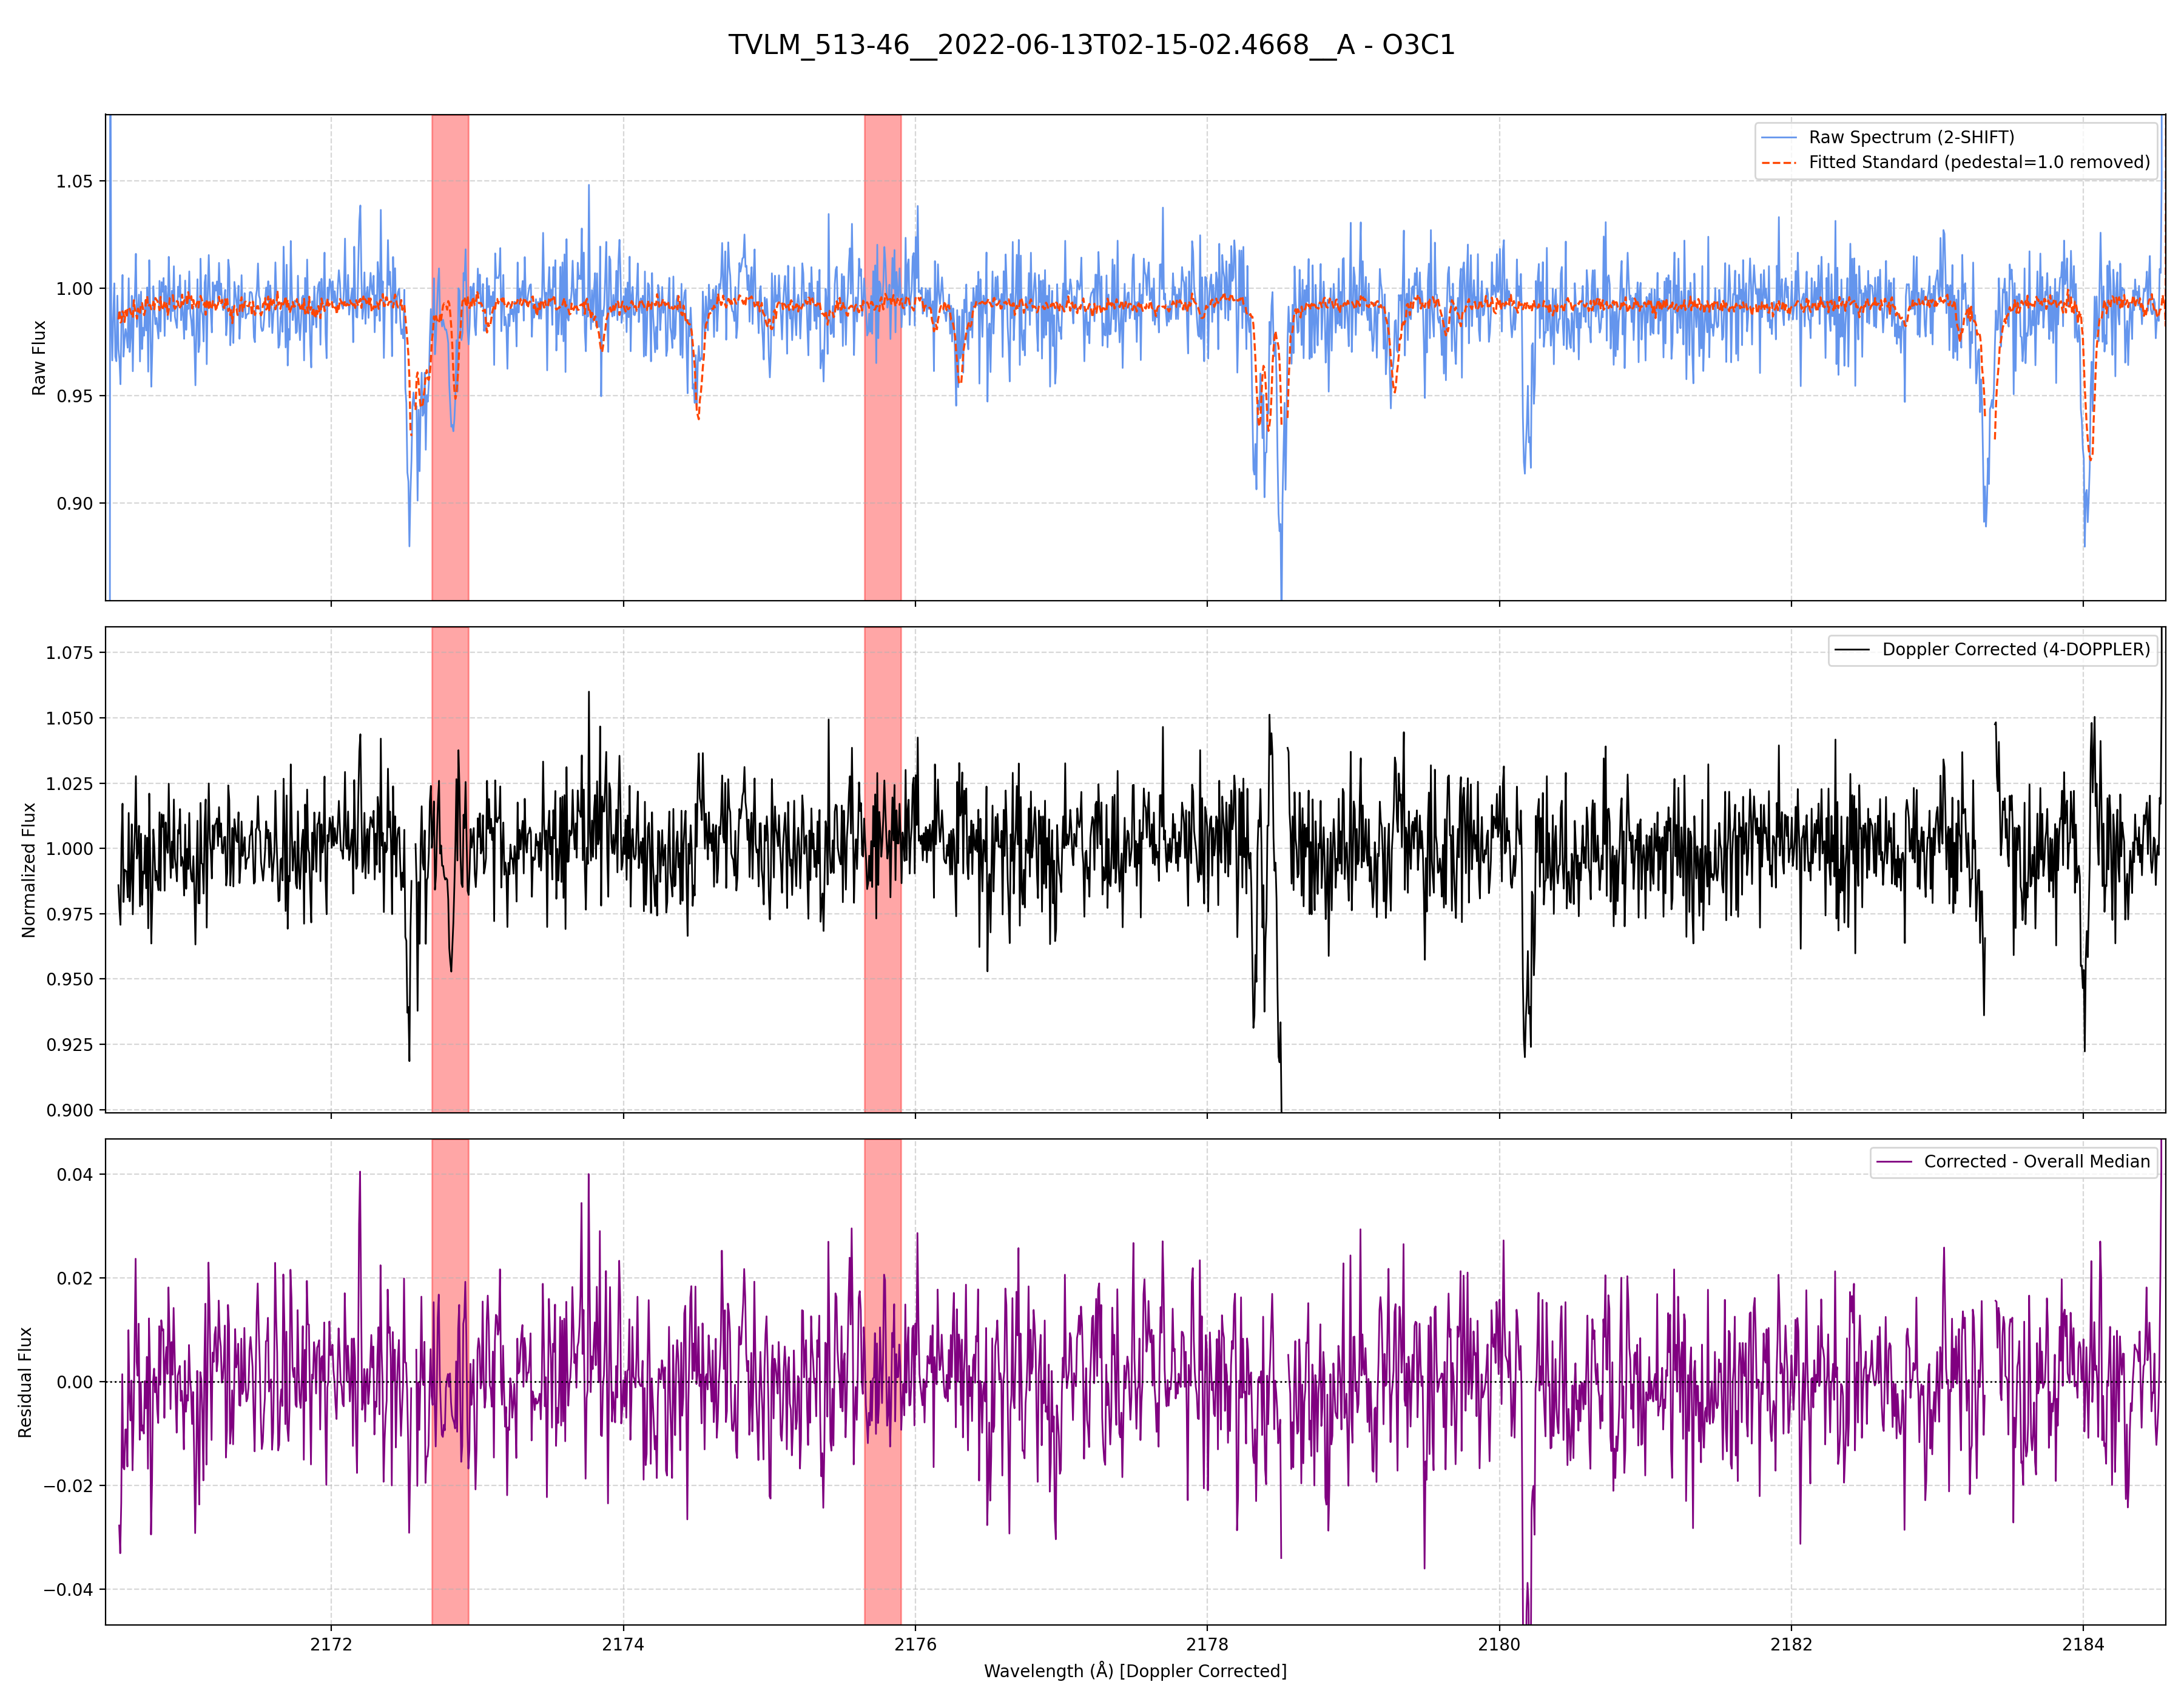 TVLM_513-46__2022-06-13T02-15-02.4668__A - O3C1
Raw Spectrum (2-SHIFT)
Fitted Standard (pedestal=1.0 removed)
1.05
1.00
0.95
0.90
Raw Flux
Doppler Corrected (4-DOPPLER)
1.075
1.050
1.025
1.000
0.975
0.950
0.925
0.900
Normalized Flux
Corrected - Overall Median
0.04
0.02
0.00
−0.02
−0.04
Residual Flux
2172 2174 2176 2178 2180 2182 2184
Wavelength (Å) [Doppler Corrected]